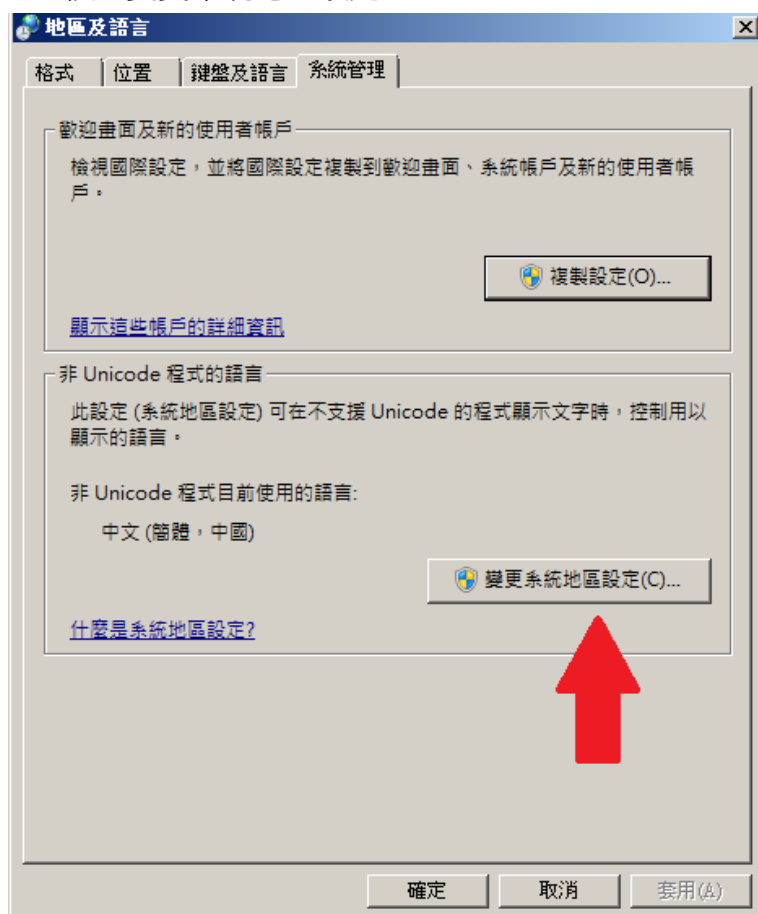 地區及語言
格式
位置
鍵盤及語言
系統管理
歡迎畫面及新的使用者帳戶
檢視國際設定，並將國際設定複製到歡迎畫面、系統帳戶及新的使用者帳
戶。
複製設定(O)...
顯示這些帳戶的詳細資訊
非 Unicode 程式的語言
此設定 (系統地區設定) 可在不支援 Unicode 的程式顯示文字時，控制用以
顯示的語言。
非 Unicode 程式目前使用的語言:
中文 (簡體，中國)
變更系統地區設定(C)...
什麼是系統地區設定?
確定
取消
套用(A)